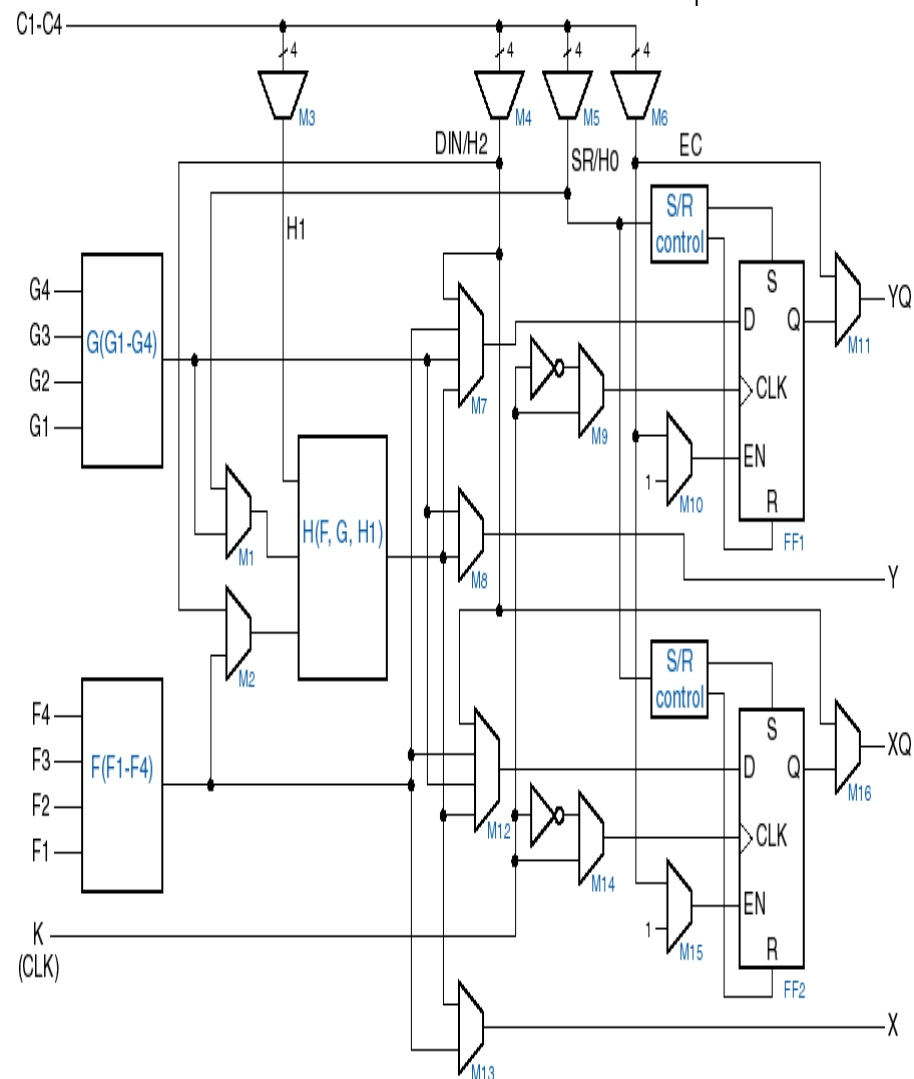 C1-C4
4
4
4
4
M3
M4
M5
M6
DIN/H2
SR/H0
EC
H1
S/R
control
G4
G3
G2
G1
G(G1-G4)
S
D
Q
CLK
EN
R
FF1
M7
M9
M10
1
M11
YQ
M1
H(F, G, H1)
M8
Y
M2
S/R
control
F4
F3
F2
F1
F(F1-F4)
S
D
Q
CLK
EN
R
FF2
M12
M14
M15
1
M16
XQ
K
(CLK)
M13
X